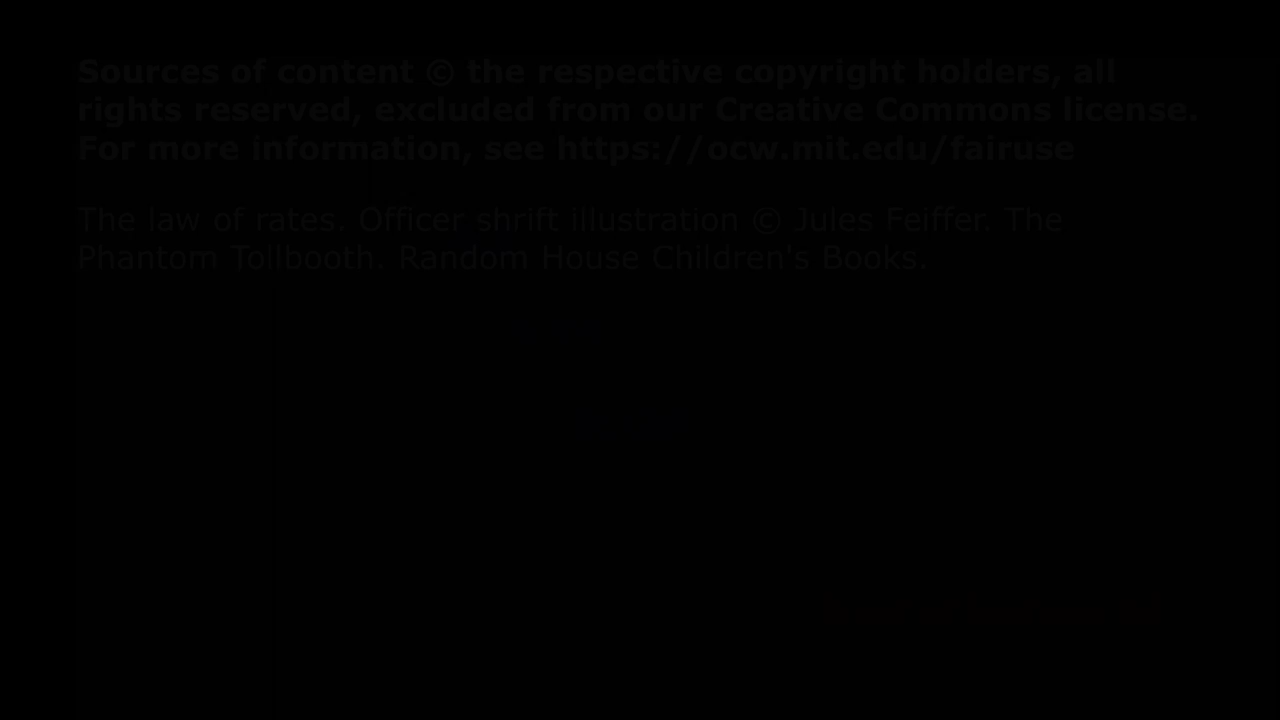 Sources of content © the respective copyright holders, all
rights reserved, excluded from our Creative Commons license.
For more information, see https://ocw.mit.edu/fairuse
The law of rates. Officer shrift illustration © Jules Feiffer. The
Phantom Tollbooth. Random House Children's Books.